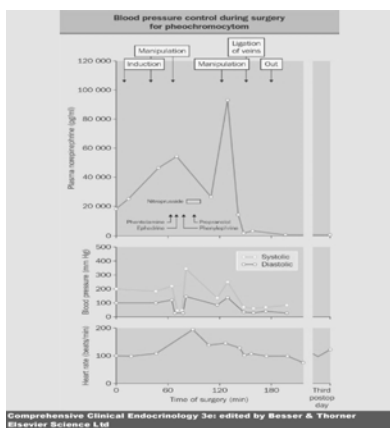 Blood pressure control during surgery
for pheochromocytom
Ligation
of veins
Manipulation
Induction
Manipulation
Out
120 000
100 000
80 000
60 000
40 000
20 000
0
Plasma norepinephrine (pg/ml)
Nitroprusside
Phentolamine
Propranolol
Ephedrine
Phenylephrine
500
400
300
200
100
0
Blood pressure (mm Hg)
Systolic
Diastolic
200
100
0
Heart rate (beats/min)
0
60
120
180
Time of surgery (min)
Third
postop
day
Comprehensive Clinical Endocrinology 3e: edited by Besser & Thorner
Elsevier Science Ltd